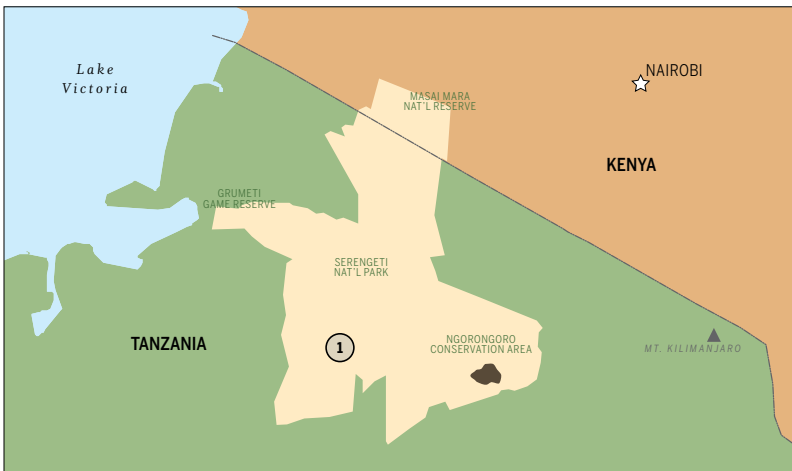 Lake
Victoria
NAIROBI
MASAI MARA
NAT'L RESERVE
KENYA
GRUMETI
GAME RESERVE
SERENGETI
NAT'L PARK
TANZANIA
1
NGORONGORO
CONSERVATION AREA
MT. KILIMANJARO